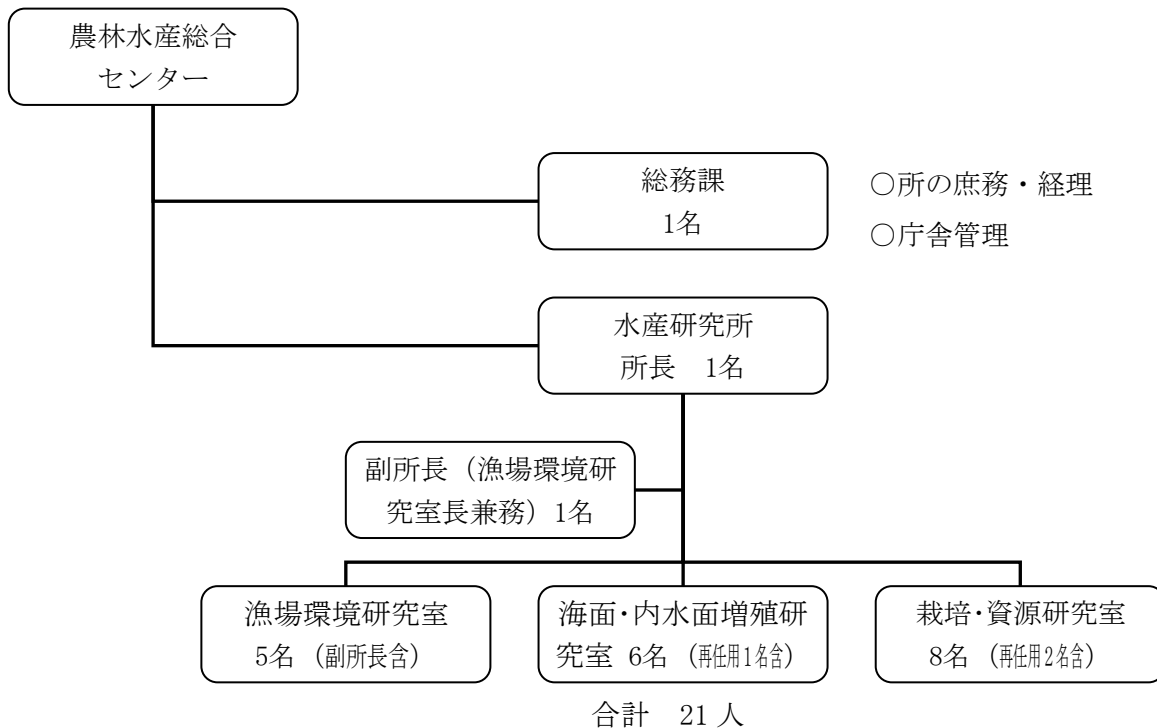 農林水産総合
センター
総務課
1名
○所の庶務・経理
○庁舎管理
水産研究所
所長　1名
副所長（漁場環境研
究室長兼務）1名
漁場環境研究室
5名（副所長含）
海面・内水面増殖研
究室 6名（再任用1名含）
栽培・資源研究室
8名（再任用2名含）
合計　21 人